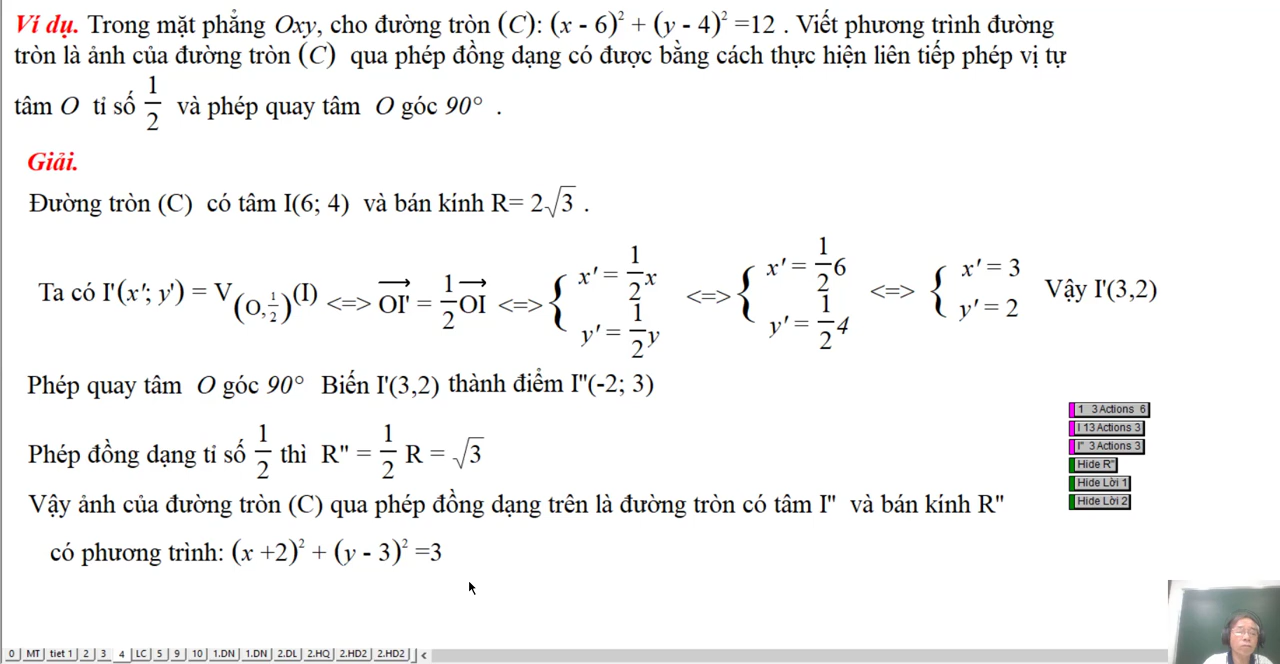 Ví dụ. Trong mặt phẳng Oxy, cho đường tròn (C): (x - 6)² + (y - 4)² =12 . Viết phương trình đường
tròn là ảnh của đường tròn (C) qua phép đồng dạng có được bằng cách thực hiện liên tiếp phép vị tự
tâm O tỉ số 1/2 và phép quay tâm O góc 90° .
Giải.
Đường tròn (C) có tâm I(6; 4) và bán kính R= 2√3 .
Ta có I'(x'; y') = V(O, 1/2)(I) <=> OI' = 1/2 OI <=> { x' = 1/2 x y' = 1/2 y <=> { x' = 1/2 6 y' = 1/2 4 <=> { x' = 3 y' = 2 Vậy I'(3,2)
Phép quay tâm O góc 90° Biến I'(3,2) thành điểm I"(-2; 3)
Phép đồng dạng tỉ số 1/2 thì R" = 1/2 R = √3
Vậy ảnh của đường tròn (C) qua phép đồng dạng trên là đường tròn có tâm I" và bán kính R"
có phương trình: (x +2)² + (y - 3)² =3
1 3 Actions 6
I 13 Actions 3
I" 3 Actions 3
Hide R"
Hide Lời 1
Hide Lời 2
0 | MT | tiet 1 | 2 | 3 | 4 | LC | 5 | 9 | 10 | 1.DN | 1.DN | 2.DL | 2.HQ | 2.HD2 | 2.HD2 | <